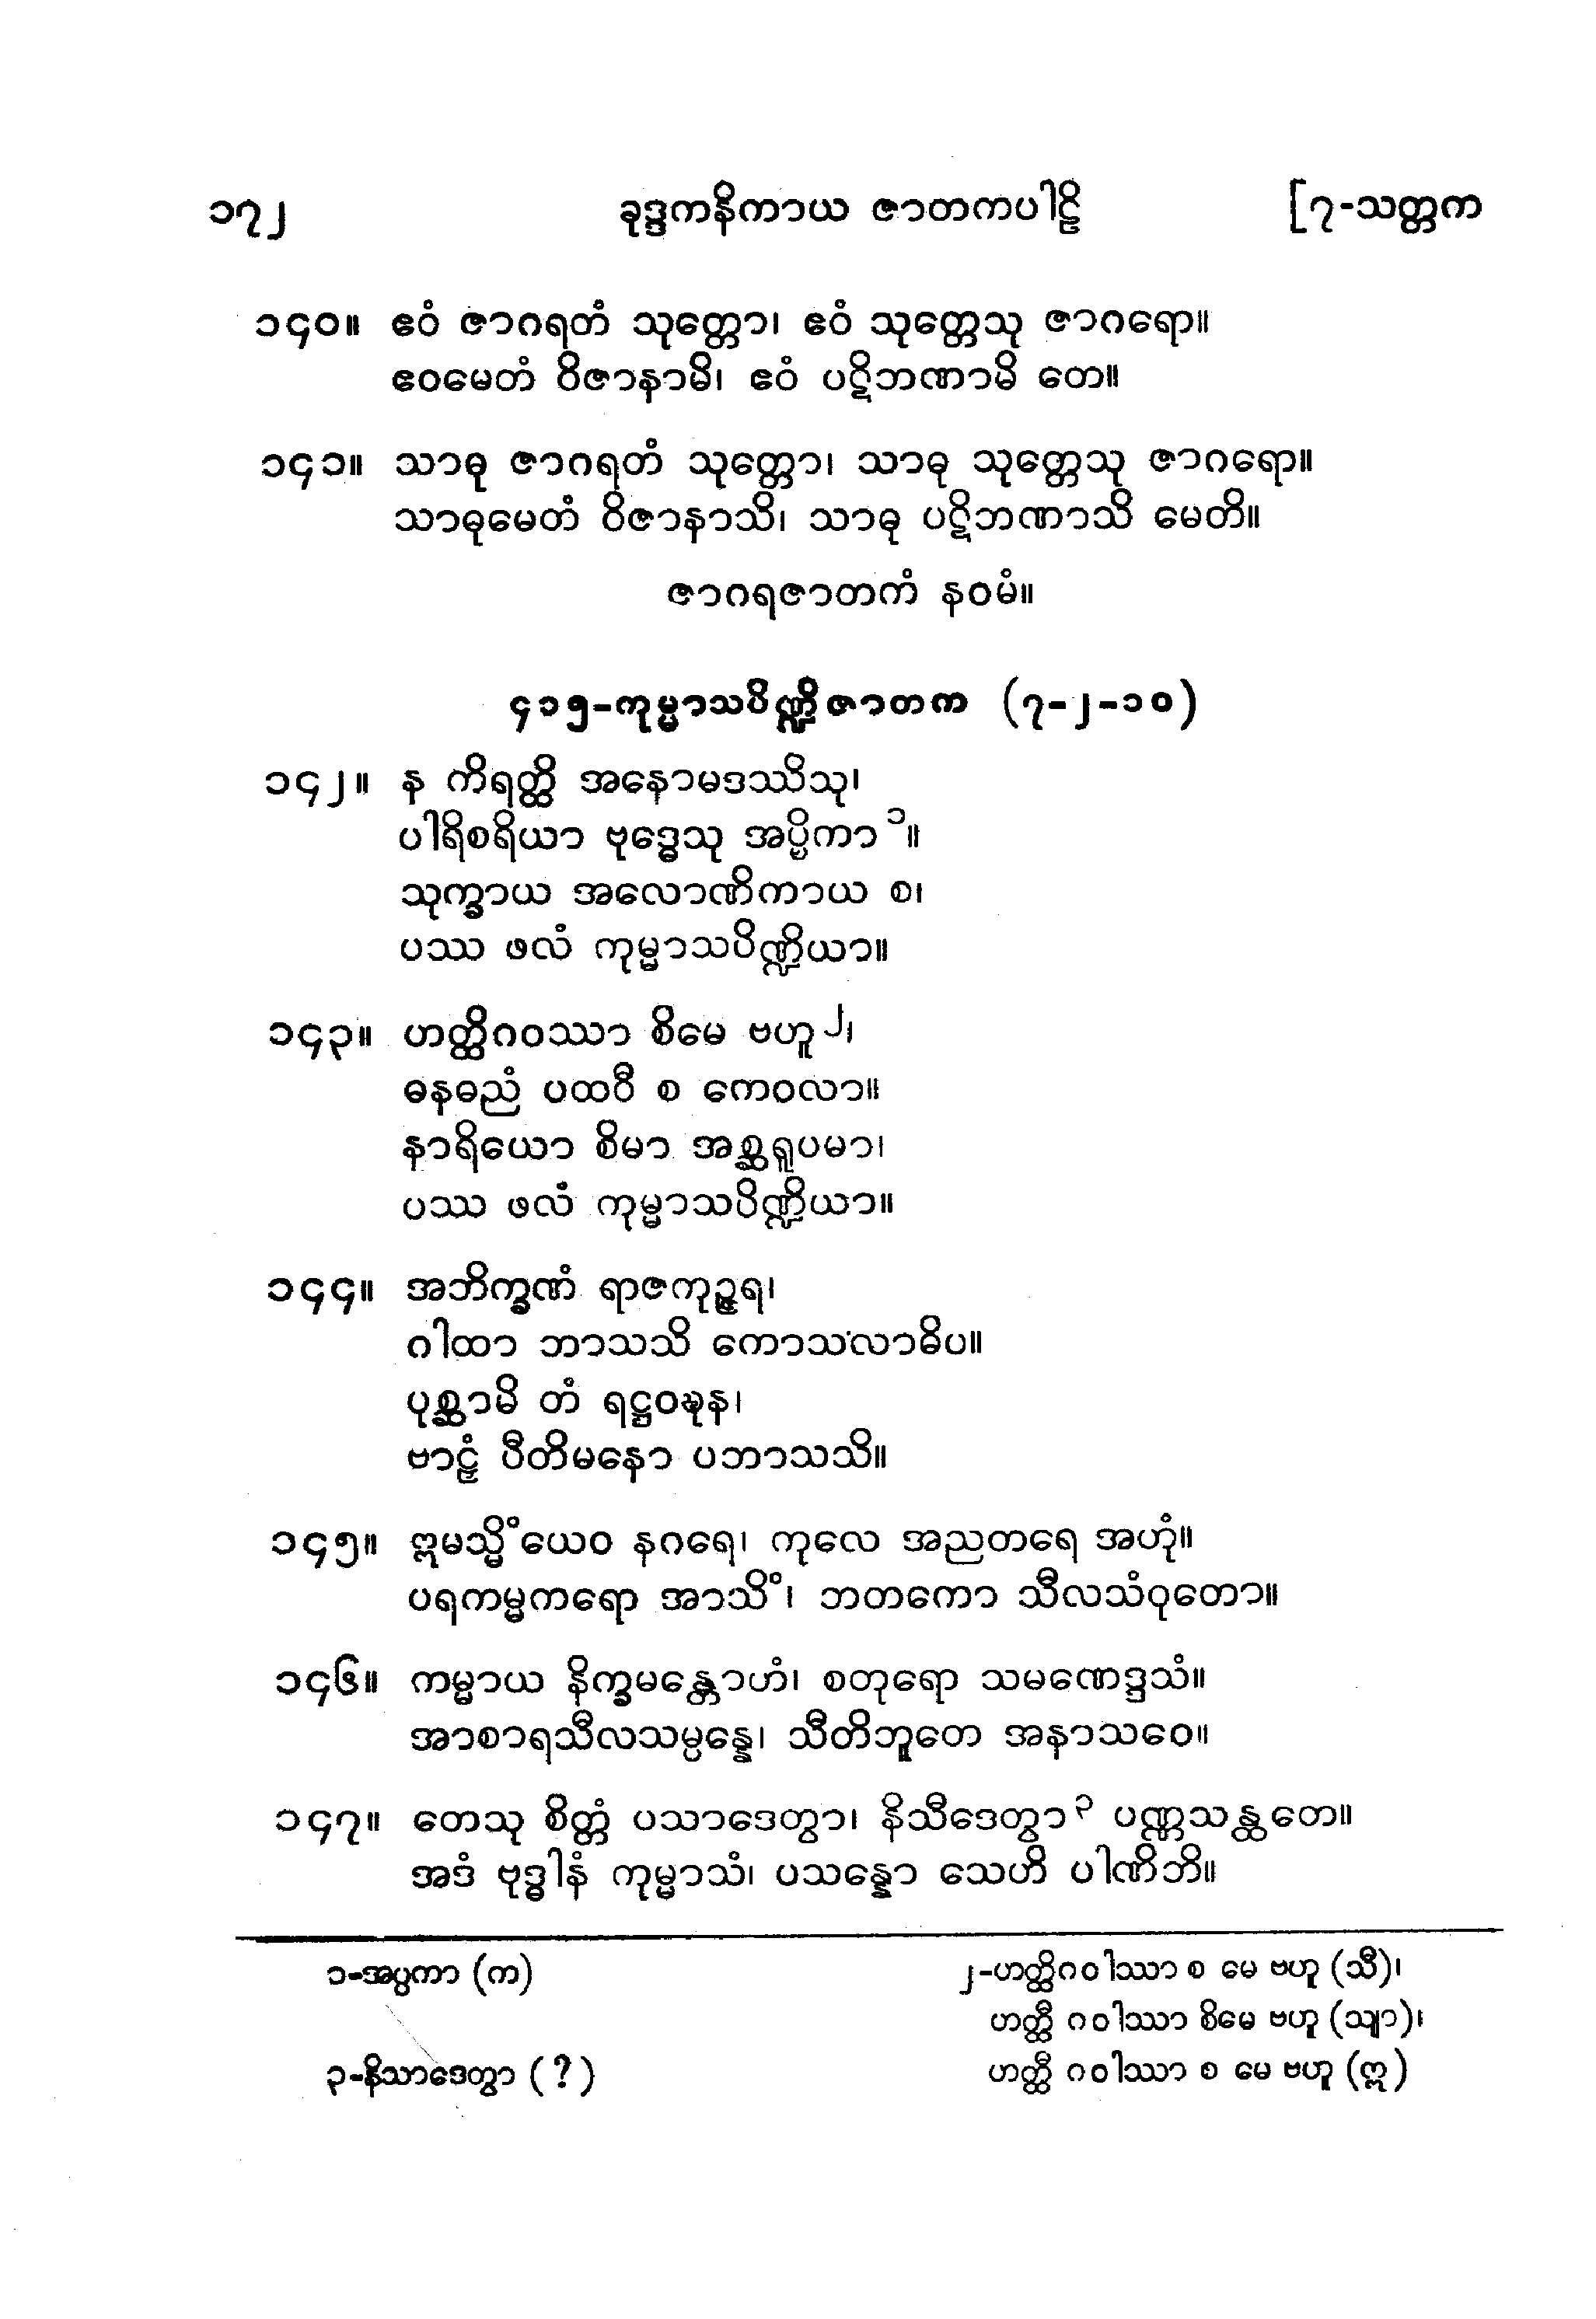 ၁၇၂ ခုဒ္ဒကနိကာယ ဇာတကပါဠိ [၇-သတ္တက
၁၄၀။ ဧဝံ ဇာဂရတံ သုတ္တော၊ ဧဝံ သုတ္တေသု ဇာဂရော။
ဧဝမေတံ ဝိဇာနာမိ၊ ဧဝံ ပဋိဘဏာမိ တေ။
၁၄၁။ သာဓု ဇာဂရတံ သုတ္တော၊ သာဓု သုတ္တေသု ဇာဂရော။
သာဓုမေတံ ဝိဇာနာသိ၊ သာဓု ပဋိဘဏာသိ မေတိ။
ဇာဂရဇာတကံ နဝမံ။
၄၁၅-ကုမ္မာသပိဏ္ဍိဇာတက (၇-၂-၁၀)
၁၄၂။ န ကိရတ္ထိ အနောမဒဿိသု၊
ပါရိစရိယာ ဗုဒ္ဓေသု အပ္ပိကာ ၁။
သုက္ခာယ အလောဏိကာယ စ၊
ပဿ ဖလံ ကုမ္မာသပိဏ္ဍိယာ။
၁၄၃။ ဟတ္ထိဂဝဿာ စိမေ ဗဟူ ၂၊
ဓနဓညံ ပထဝီ စ ကေဝလာ။
နာရိယော စိမာ အစ္ဆရူပမာ၊
ပဿ ဖလံ ကုမ္မာသပိဏ္ဍိယာ။
၁၄၄။ အဘိက္ခဏံ ရာဇကုဉ္ဇရ၊
ဂါထာ ဘာသသိ ကောသလာဓိပ။
ပုစ္ဆာမိ တံ ရဋ္ဌဝဍ္ဎန၊
ဗာဠှံ ပီတိမနော ပဘာသသိ။
၁၄၅။ ဣမသ္မိံယေဝ နဂရေ၊ ကုလေ အညတရေ အဟုံ။
ပရကမ္မကရော အာသိံ၊ ဘတကော သီလသံဝုတော။
၁၄၆။ ကမ္မာယ နိက္ခမန္တောဟံ၊ စတုရော သမဏေဒ္ဒသံ။
အာစာရသီလသမ္ပန္နေ၊ သီတိဘူတေ အနာသဝေ။
၁၄၇။ တေသု စိတ္တံ ပသာဒေတွာ၊ နိသီဒေတွာ ၃ ပဏ္ဏသန္ထတေ။
အဒံ ဗုဒ္ဓါနံ ကုမ္မာသံ၊ ပသန္နော သေဟိ ပါဏိဘိ။
၁-အပ္ပကာ (က) ၂-ဟတ္ထိဂဝါဿာ စ မေ ဗဟူ (သီ)၊
ဟတ္ထီ ဂဝါဿာ စိမေ ဗဟူ (သျာ)၊
၃-နိသာဒေတွာ (?) ဟတ္ထီ ဂဝါဿာ စ မေ ဗဟူ (ဣ)